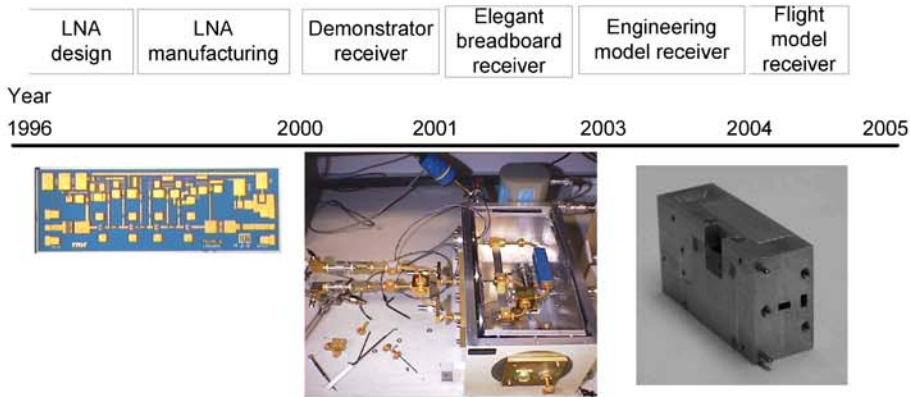 LNA
design
LNA
manufacturing
Demonstrator
receiver
Elegant
breadboard
receiver
Engineering
model receiver
Flight
model
receiver
Year
1996
2000
2001
2003
2004
2005
TRW